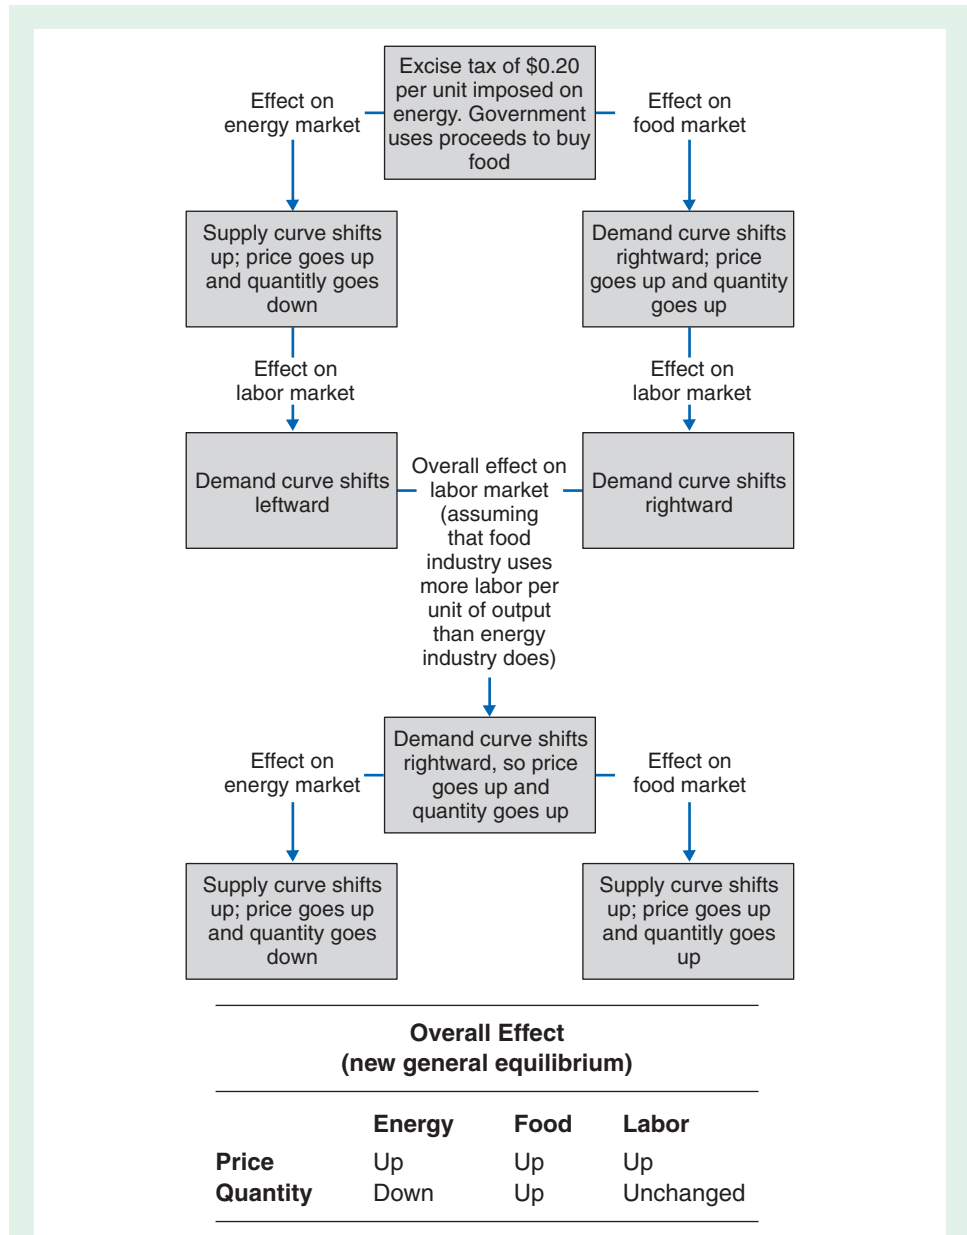 Excise tax of $0.20
per unit imposed on
energy. Government
uses proceeds to buy
food
Effect on
energy market
Effect on
food market
Supply curve shifts
up; price goes up
and quantitly goes
down
Demand curve shifts
rightward; price
goes up and quantity
goes up
Effect on
labor market
Effect on
labor market
Demand curve shifts
leftward
Overall effect on
labor market
(assuming
that food
industry uses
more labor per
unit of output
than energy
industry does)
Demand curve shifts
rightward
Demand curve shifts
rightward, so price
goes up and
quantity goes up
Effect on
energy market
Effect on
food market
Supply curve shifts
up; price goes up
and quantity goes
down
Supply curve shifts
up; price goes up
and quantitly goes
up
Overall Effect
(new general equilibrium)
Energy Food Labor
Price Up Up Up
Quantity Down Up Unchanged